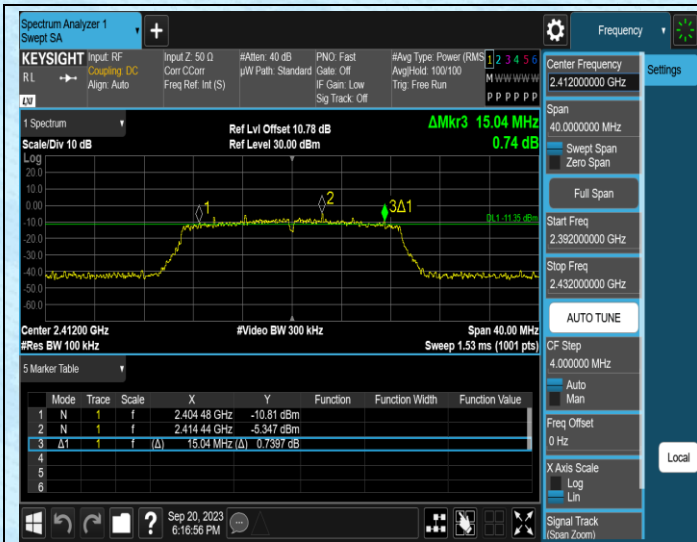 Spectrum Analyzer 1
Swept SA
+
Frequency
KEYSIGHT
RL
LXI
Input: RF
Coupling: DC
Align: Auto
Input Z: 50 Ω
Corr CCorr
Freq Ref: Int (S)
#Atten: 40 dB
µW Path: Standard
PNO: Fast
Gate: Off
IF Gain: Low
Sig Track: Off
#Avg Type: Power (RMS
Avg|Hold: 100/100
Trig: Free Run
1 2 3 4 5 6
M W W W W W
P P P P P P
1 Spectrum
Scale/Div 10 dB
Ref Lvl Offset 10.78 dB
Ref Level 30.00 dBm
ΔMkr3 15.04 MHz
0.74 dB
Log
20.0
10.0
0.00
-10.0
-20.0
-30.0
-40.0
-50.0
-60.0
1
2
3Δ1
DL1 -11.35 dBm
Center 2.41200 GHz
#Res BW 100 kHz
#Video BW 300 kHz
Span 40.00 MHz
Sweep 1.53 ms (1001 pts)
5 Marker Table
Mode Trace Scale X Y Function Function Width Function Value
1 N 1 f 2.404 48 GHz -10.81 dBm
2 N 1 f 2.414 44 GHz -5.347 dBm
3 Δ1 1 f (Δ) 15.04 MHz (Δ) 0.7397 dB
4
5
6
?
Sep 20, 2023
6:16:56 PM
Center Frequency
2.412000000 GHz
Span
40.0000000 MHz
Swept Span
Zero Span
Full Span
Start Freq
2.392000000 GHz
Stop Freq
2.432000000 GHz
AUTO TUNE
CF Step
4.000000 MHz
Auto
Man
Freq Offset
0 Hz
X Axis Scale
Log
Lin
Signal Track
(Span Zoom)
Settings
Local